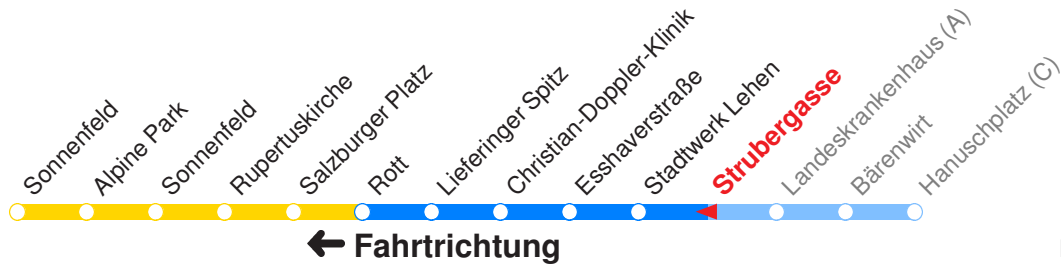 Sonnenfeld
Alpine Park
Sonnenfeld
Rupertuskirche
Salzburger Platz
Rott
Lieferinger Spitz
Christian-Doppler-Klinik
Esshaverstraße
Stadtwerk Lehen
Strubergasse
Landeskrankenhaus (A)
Bärenwirt
Hanuschplatz (C)
Fahrtrichtung